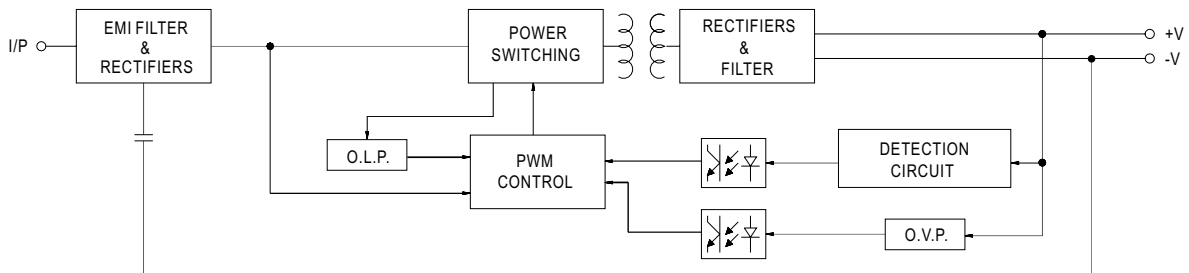 I/P
EMI FILTER
&
RECTIFIERS
POWER
SWITCHING
RECTIFIERS
&
FILTER
+V
-V
O.L.P.
PWM
CONTROL
DETECTION
CIRCUIT
O.V.P.